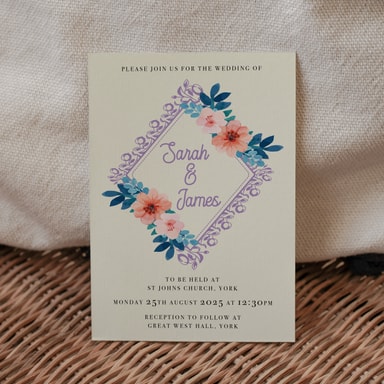 PLEASE JOIN US FOR THE WEDDING OF
Sarah
&
James
TO BE HELD AT
ST JOHNS CHURCH, YORK
MONDAY 25TH AUGUST 2025 AT 12:30PM
RECEPTION TO FOLLOW AT
GREAT WEST HALL, YORK